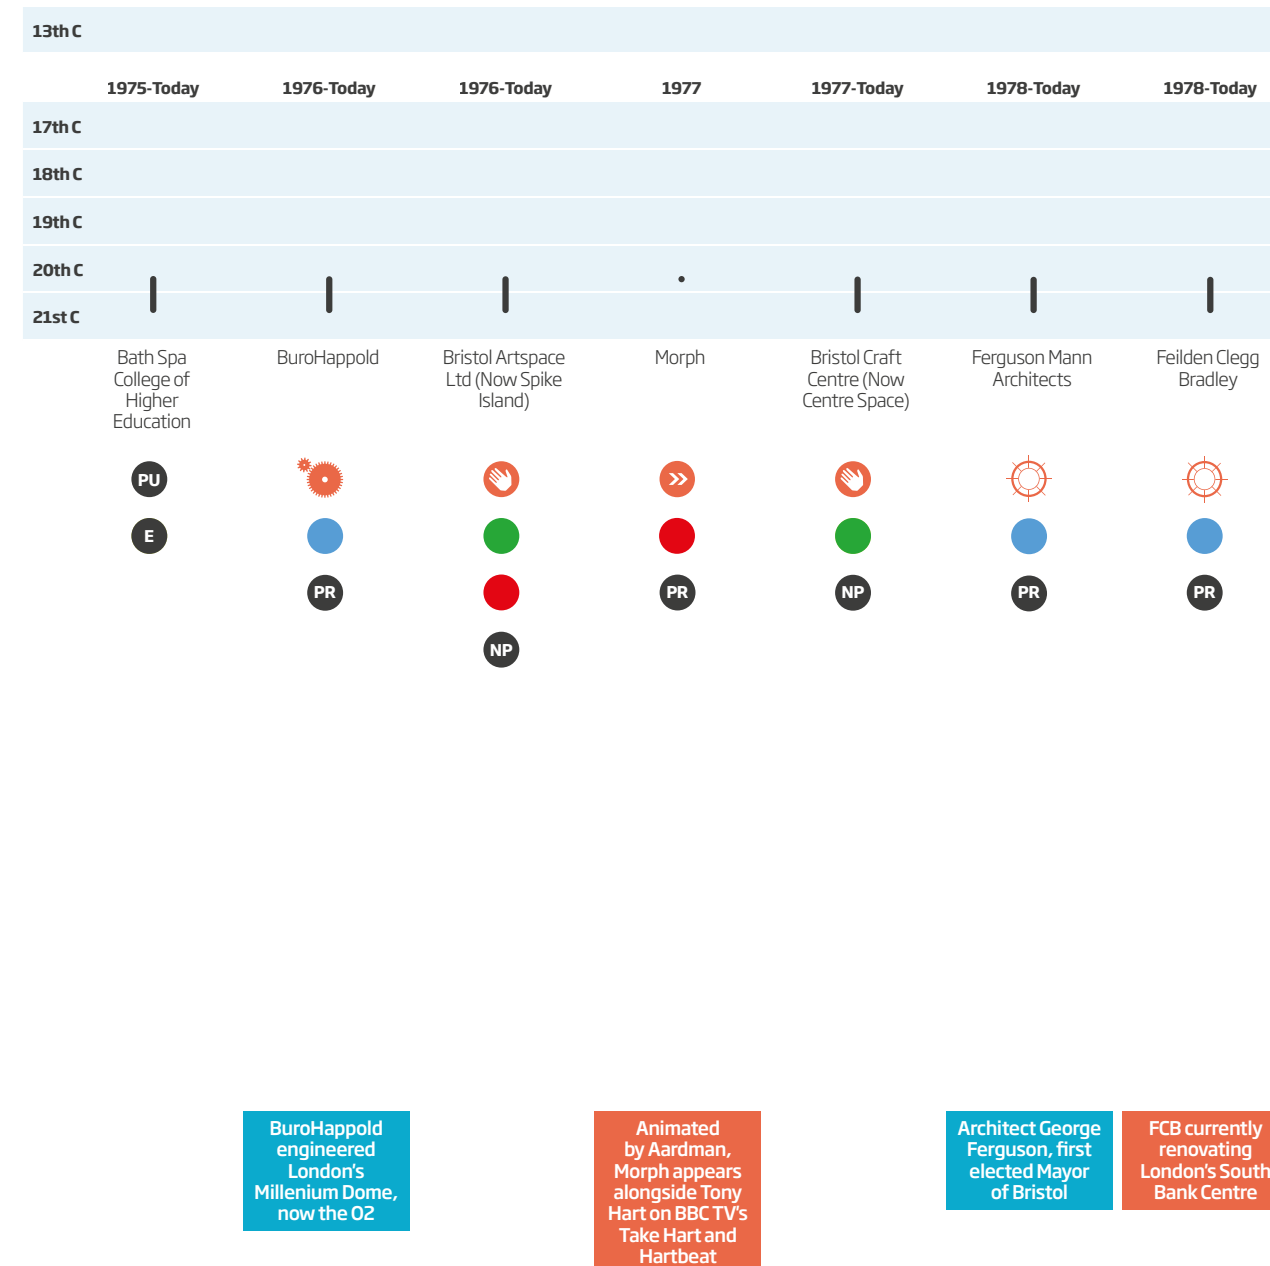 13th C
1975-Today
1976-Today
1976-Today
1977
1977-Today
1978-Today
1978-Today
17th C
18th C
19th C
20th C
21st C
Bath Spa
College of
Higher
Education
BuroHappold
Bristol Artspace
Ltd (Now Spike
Island)
Morph
Bristol Craft
Centre (Now
Centre Space)
Ferguson Mann
Architects
Feilden Clegg
Bradley
PU
E
PR
NP
PR
NP
PR
PR
BuroHappold
engineered
London's
Millenium Dome,
now the O2
Animated
by Aardman,
Morph appears
alongside Tony
Hart on BBC TV's
Take Hart and
Hartbeat
Architect George
Ferguson, first
elected Mayor
of Bristol
FCB currently
renovating
London's South
Bank Centre